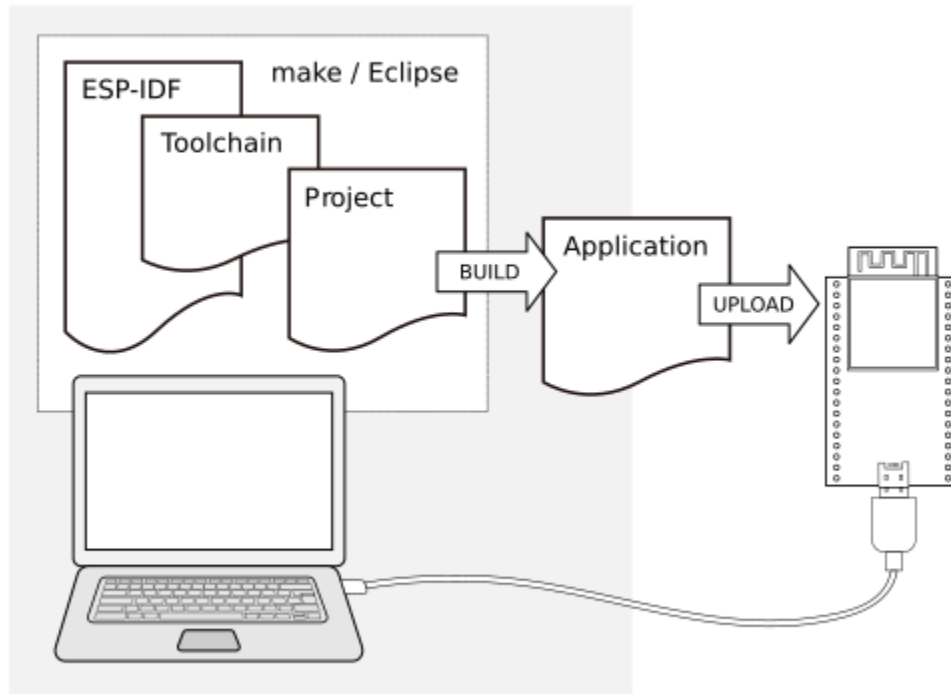 ESP-IDF
make / Eclipse
Toolchain
Project
BUILD
Application
UPLOAD